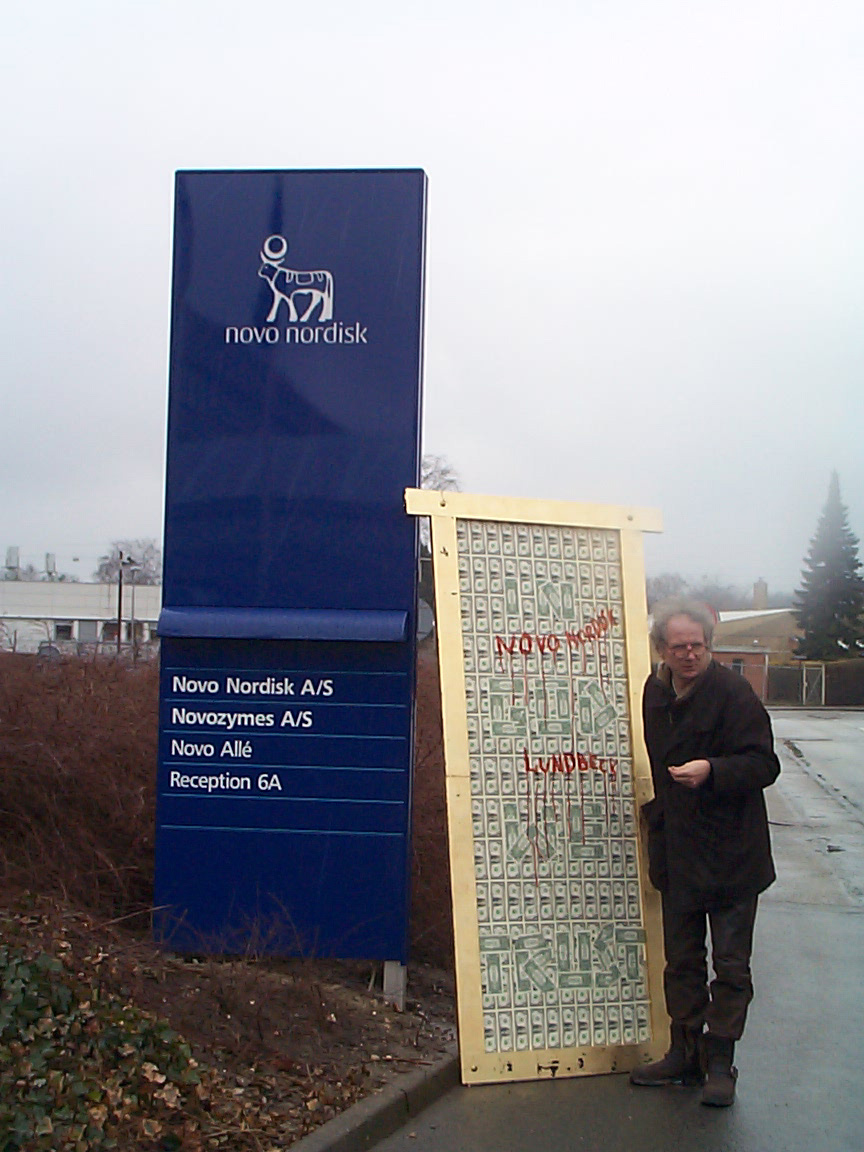 novo nordisk
Novo Nordisk A/S
Novozymes A/S
Novo Allé
Reception 6A
NOVO NORDISK
LUNDBECK